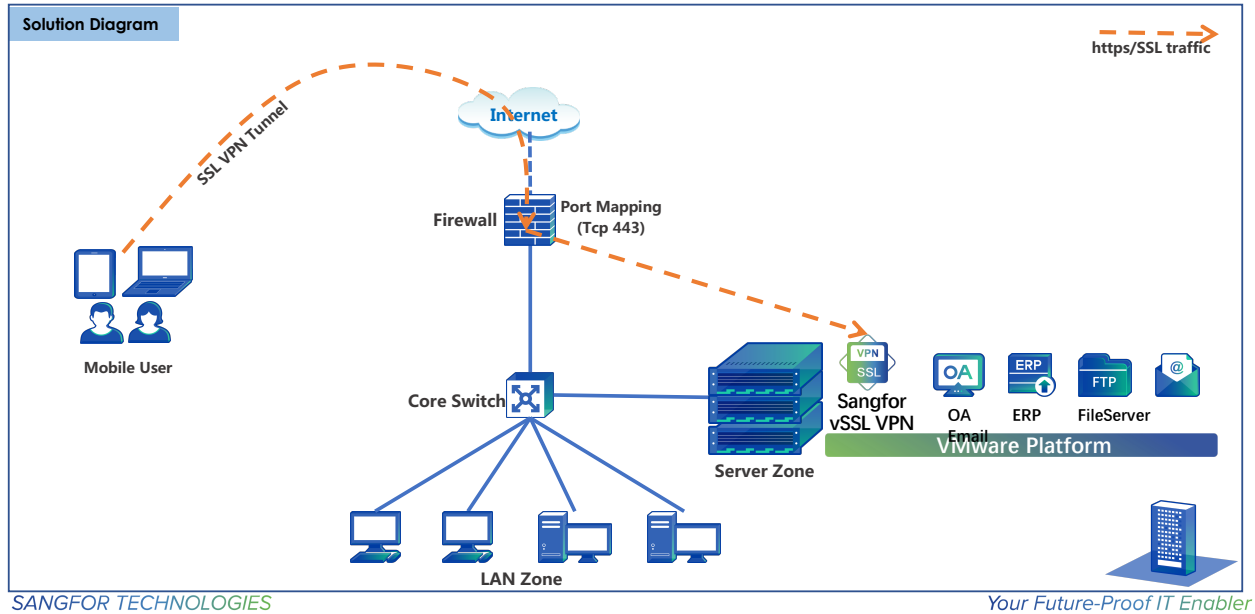 Solution Diagram
https/SSL traffic
SSL VPN Tunnel
Internet
Firewall
Port Mapping
(Tcp 443)
Mobile User
Core Switch
VPN
SSL
OA
ERP
FTP
@
Sangfor
vSSL VPN
OA
ERP
FileServer
Email
VMware Platform
Server Zone
LAN Zone
SANGFOR TECHNOLOGIES
Your Future-Proof IT Enabler